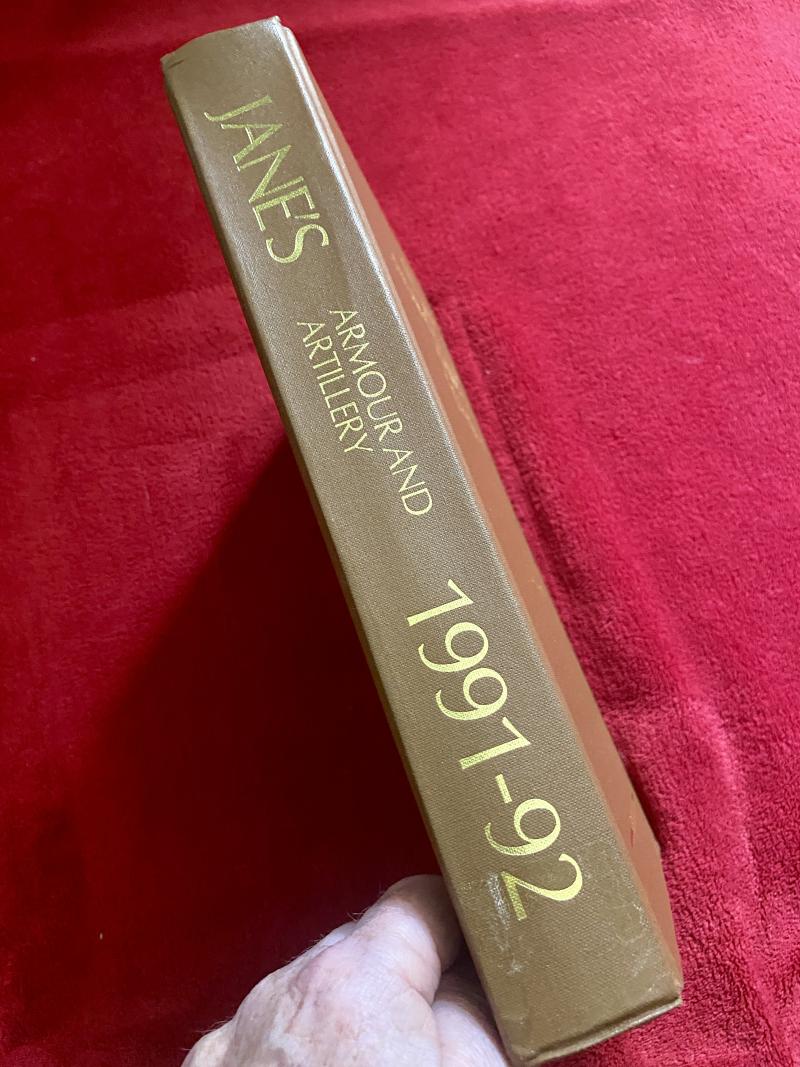 JANE'S
ARMOUR AND
ARTILLERY
1991-92